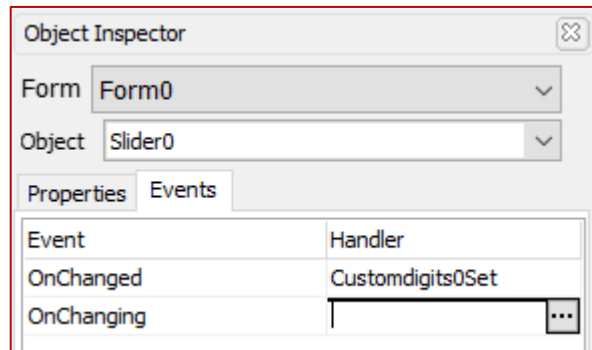 Object Inspector
Form Form0
Object Slider0
Properties Events
Event Handler
OnChanged Customdigits0Set
OnChanging ...